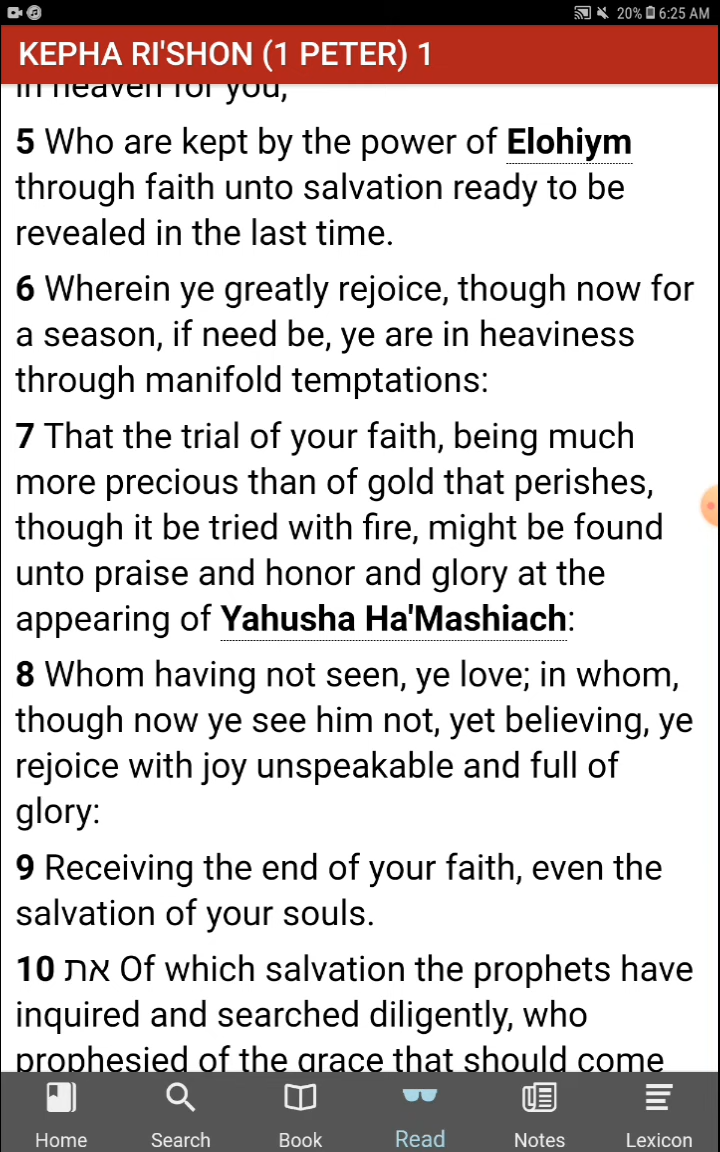 20% 6:25 AM
KEPHA RI'SHON (1 PETER) 1
in heaven for you,
5 Who are kept by the power of Elohiym
through faith unto salvation ready to be
revealed in the last time.
6 Wherein ye greatly rejoice, though now for
a season, if need be, ye are in heaviness
through manifold temptations:
7 That the trial of your faith, being much
more precious than of gold that perishes,
though it be tried with fire, might be found
unto praise and honor and glory at the
appearing of Yahusha Ha'Mashiach:
8 Whom having not seen, ye love; in whom,
though now ye see him not, yet believing, ye
rejoice with joy unspeakable and full of
glory:
9 Receiving the end of your faith, even the
salvation of your souls.
10 את Of which salvation the prophets have
inquired and searched diligently, who
prophesied of the grace that should come
Home Search Book Read Notes Lexicon